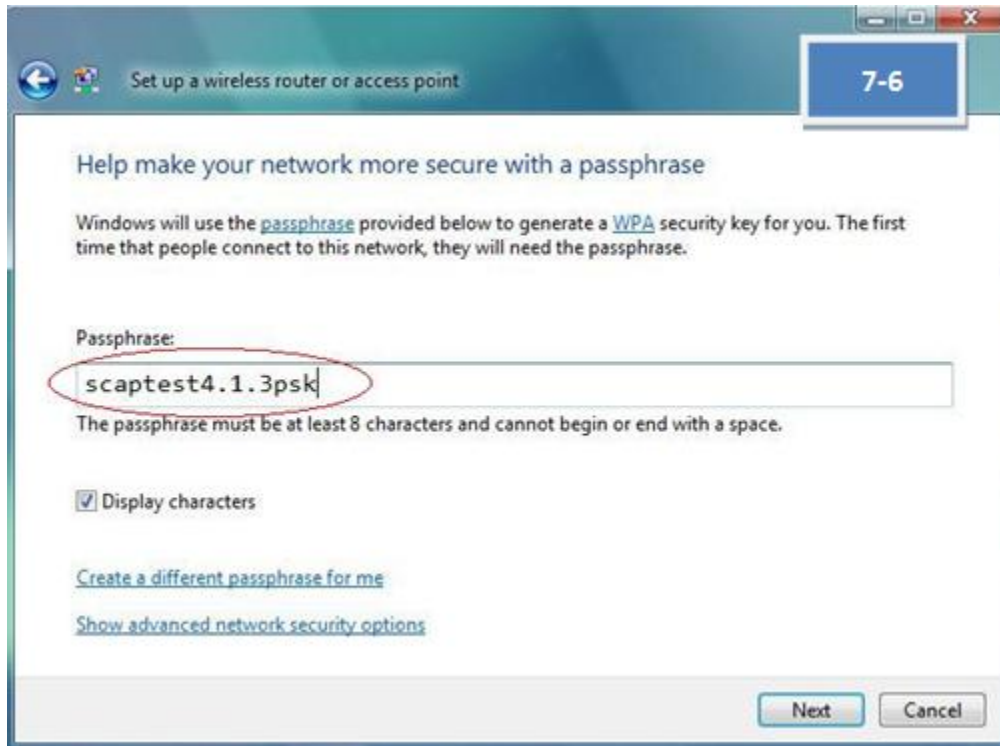 Set up a wireless router or access point
7-6
Help make your network more secure with a passphrase
Windows will use the passphrase provided below to generate a WPA security key for you. The first
time that people connect to this network, they will need the passphrase.
Passphrase:
scaptest4.1.3psk
The passphrase must be at least 8 characters and cannot begin or end with a space.
Display characters
Create a different passphrase for me
Show advanced network security options
Next Cancel